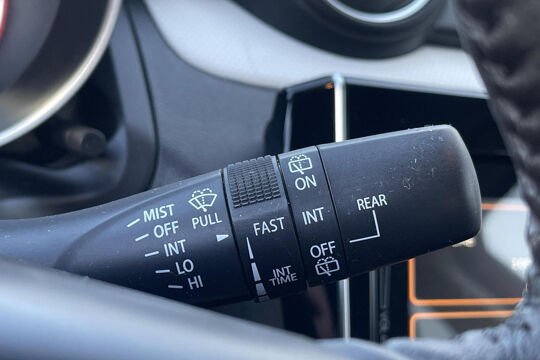 MIST
OFF
INT
LO
HI
PULL
FAST
INT
TIME
ON
INT
OFF
REAR